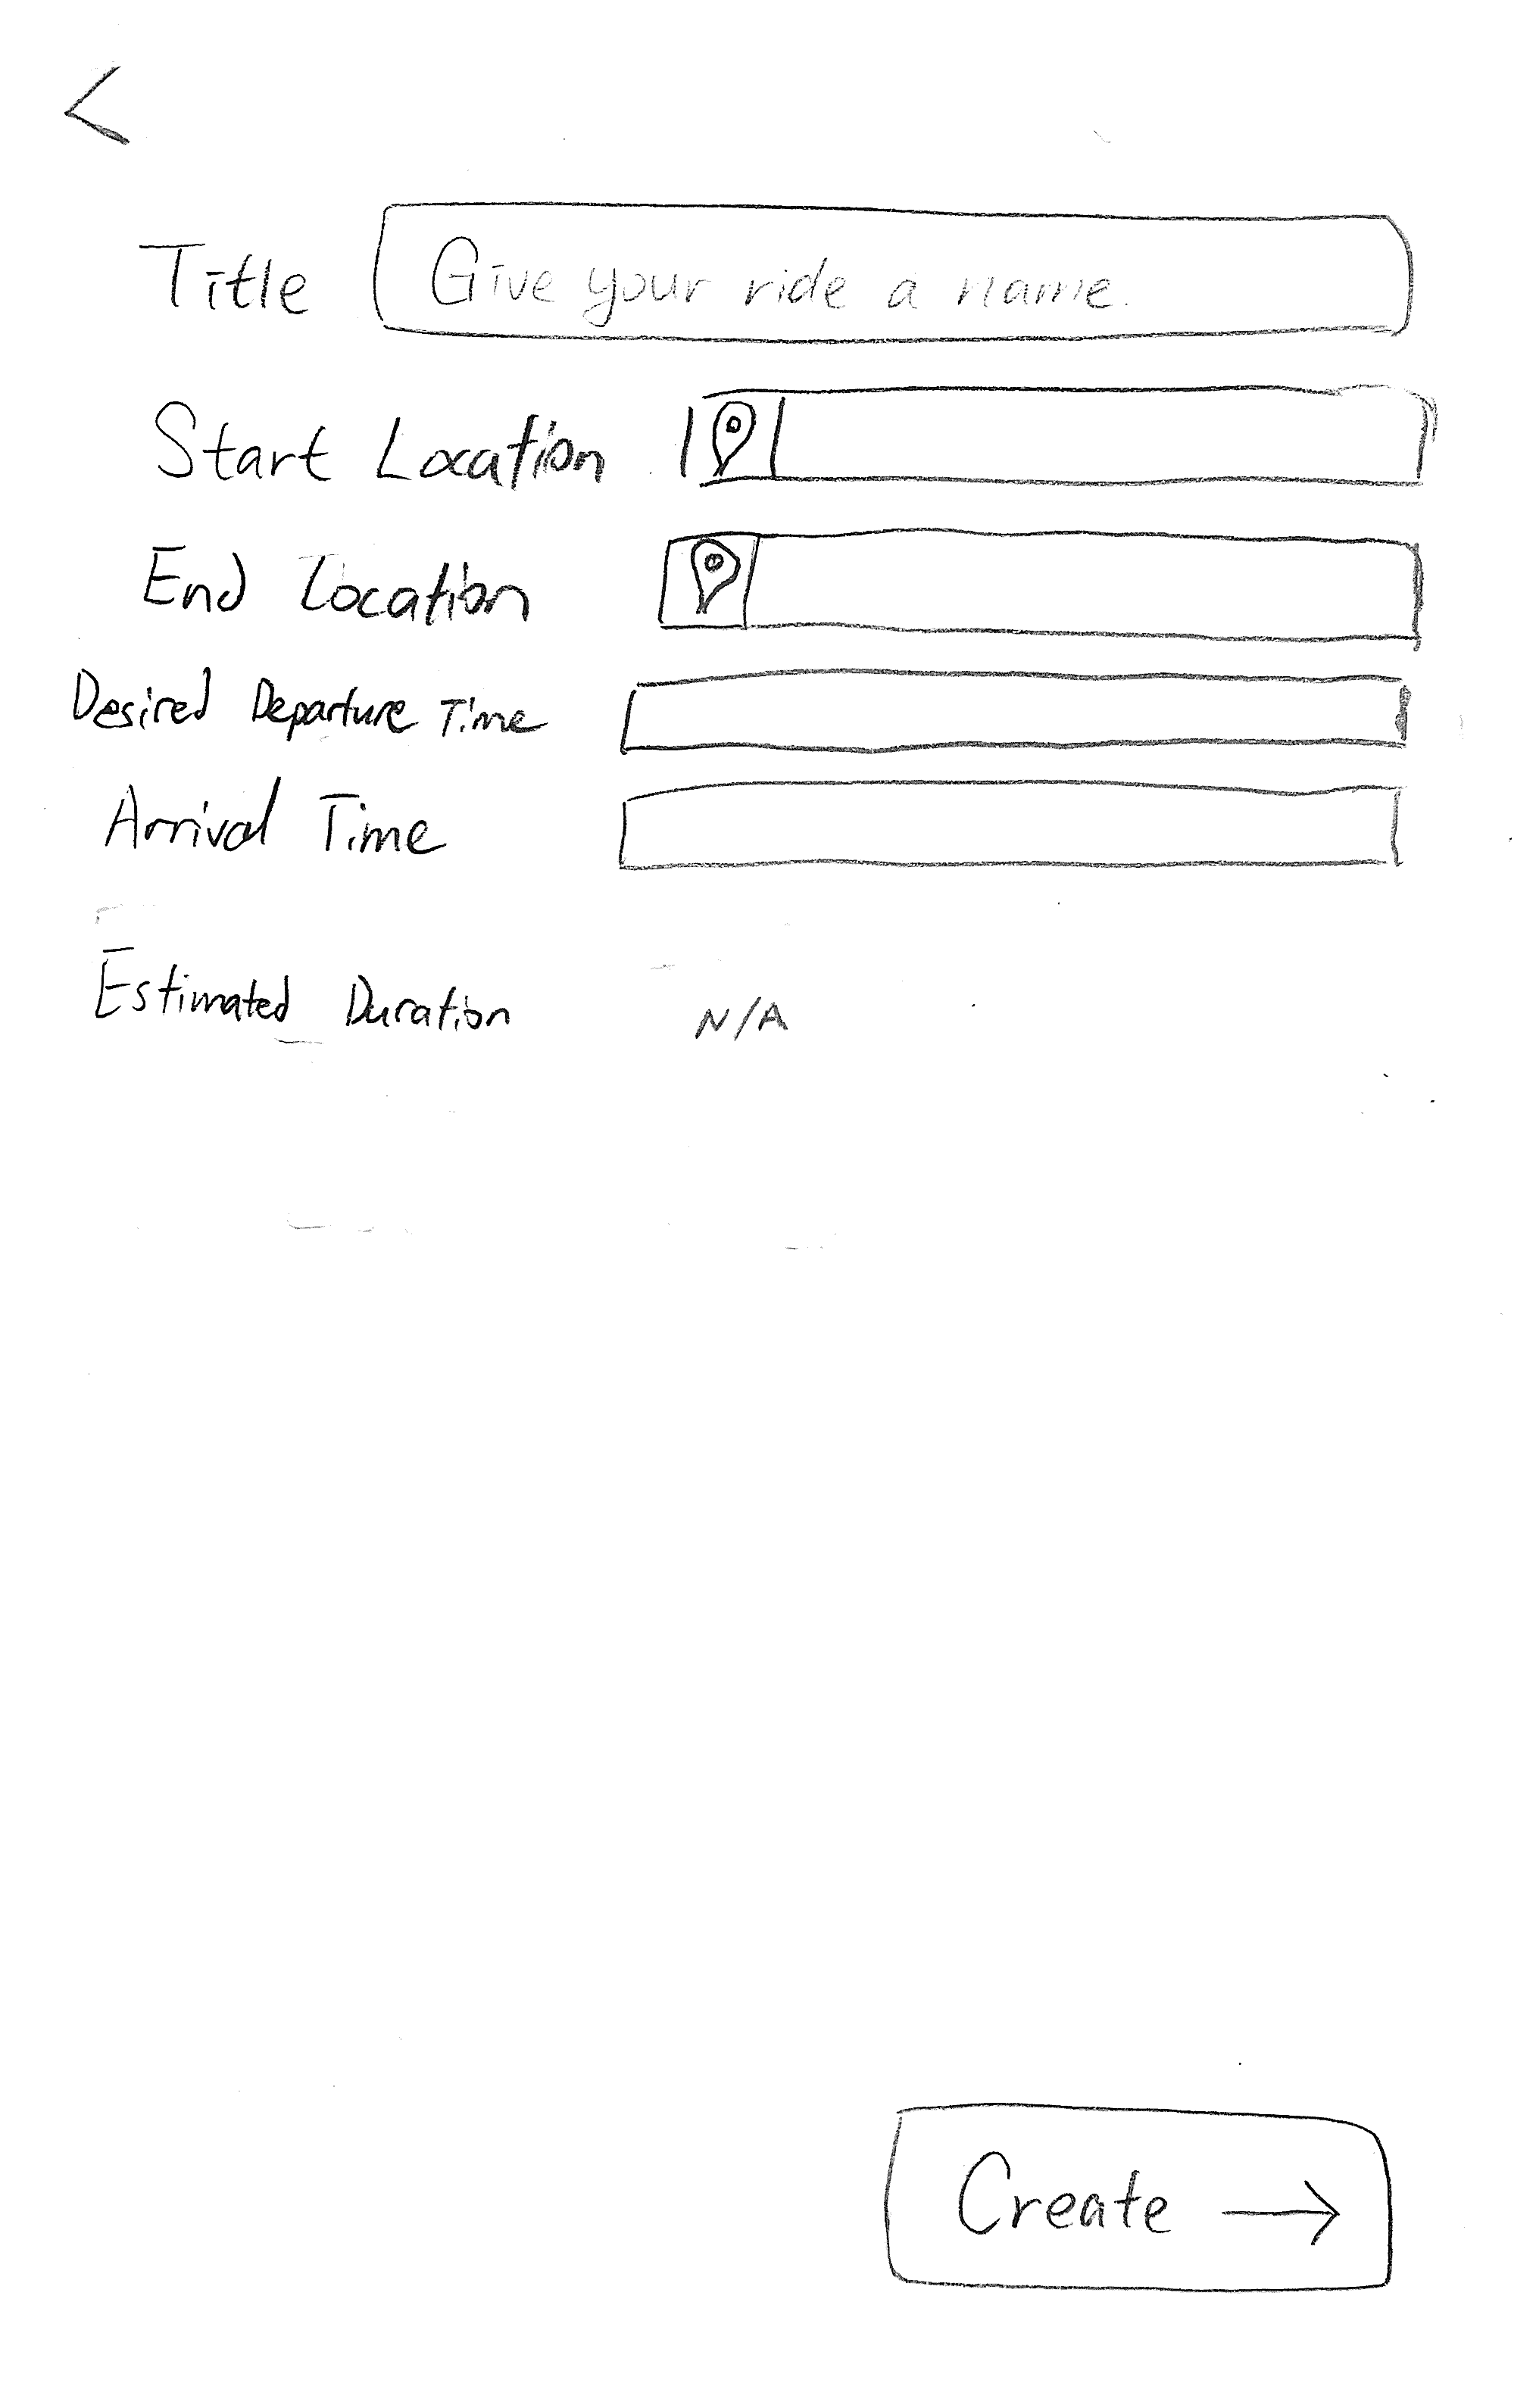 Title Give your ride a name.
Start Location
End Location
Desired Departure Time
Arrival Time
Estimated Duration N/A
Create →